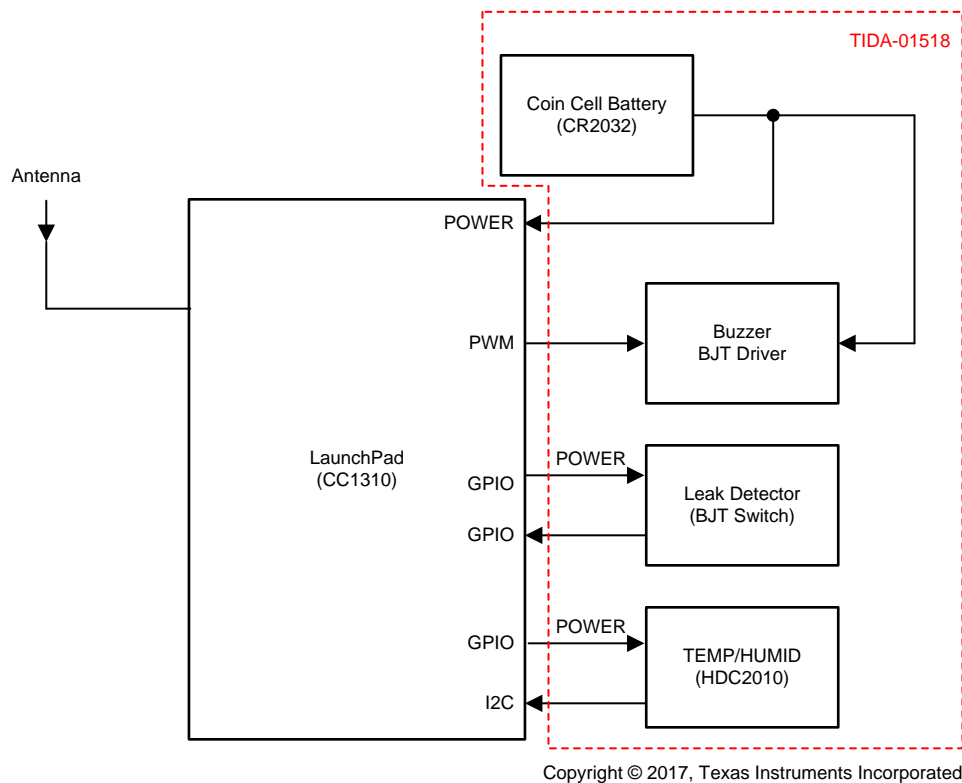 TIDA-01518
Coin Cell Battery
(CR2032)
Antenna
POWER
PWM
Buzzer
BJT Driver
LaunchPad
(CC1310)
GPIO
POWER
Leak Detector
(BJT Switch)
GPIO
GPIO
POWER
TEMP/HUMID
(HDC2010)
I2C
Copyright © 2017, Texas Instruments Incorporated